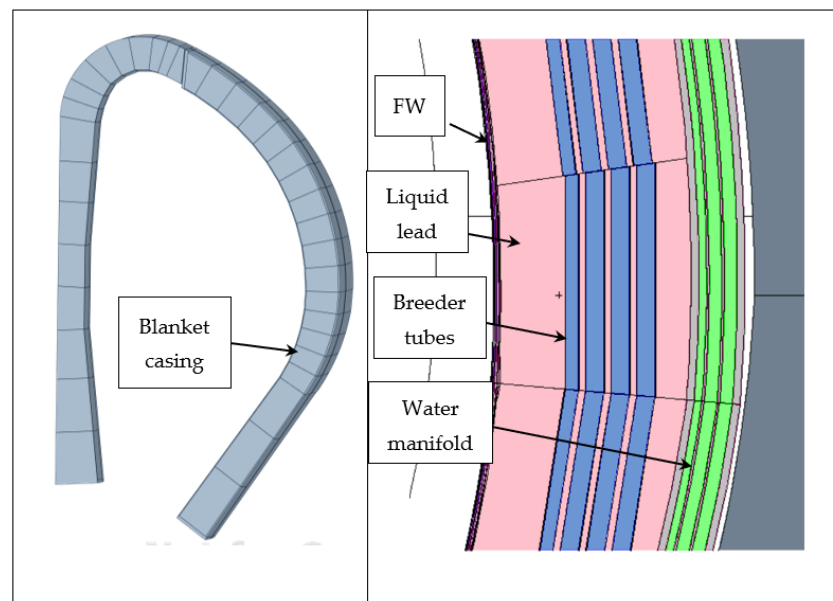 FW
Liquid
lead
Breeder
tubes
Blanket
casing
Water
manifold